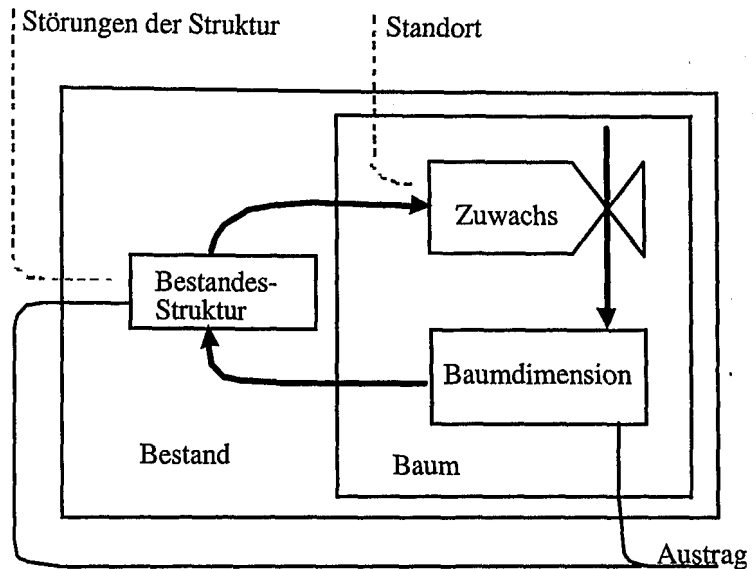 Störungen der Struktur
Standort
Zuwachs
Bestandes-
Struktur
Baumdimension
Bestand
Baum
Austrag